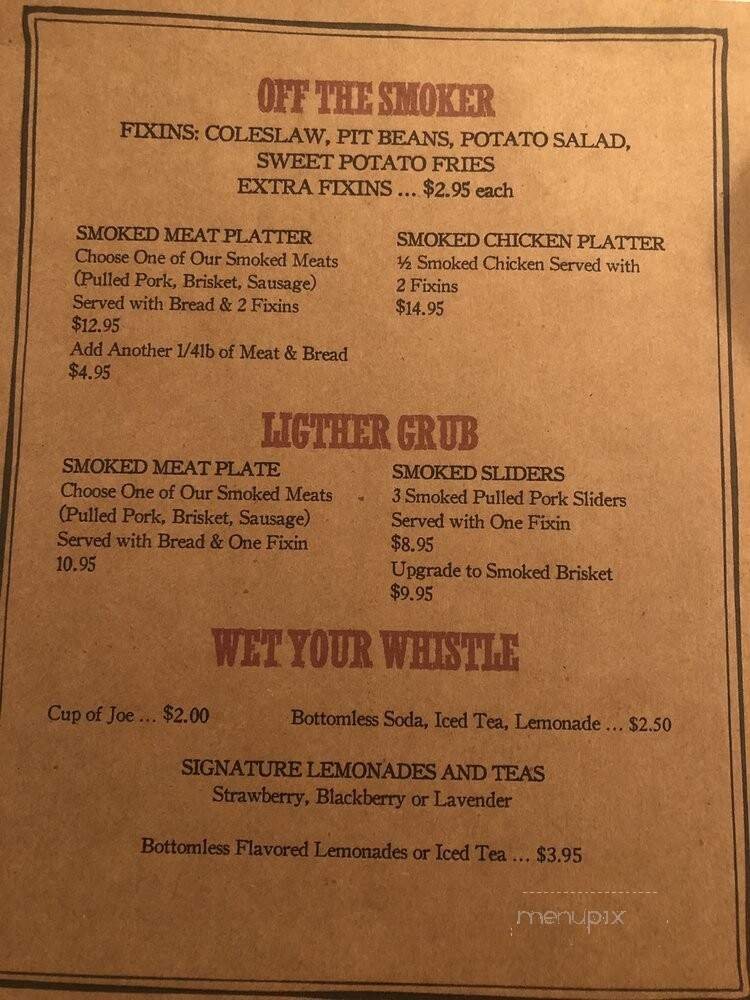 OFF THE SMOKER
FIXINS: COLESLAW, PIT BEANS, POTATO SALAD,
SWEET POTATO FRIES
EXTRA FIXINS ... $2.95 each
SMOKED MEAT PLATTER
Choose One of Our Smoked Meats
(Pulled Pork, Brisket, Sausage)
Served with Bread & 2 Fixins
$12.95
Add Another 1/4lb of Meat & Bread
$4.95
SMOKED CHICKEN PLATTER
½ Smoked Chicken Served with
2 Fixins
$14.95
LIGTHER GRUB
SMOKED MEAT PLATE
Choose One of Our Smoked Meats
(Pulled Pork, Brisket, Sausage)
Served with Bread & One Fixin
10.95
SMOKED SLIDERS
3 Smoked Pulled Pork Sliders
Served with One Fixin
$8.95
Upgrade to Smoked Brisket
$9.95
WET YOUR WHISTLE
Cup of Joe ... $2.00
Bottomless Soda, Iced Tea, Lemonade ... $2.50
SIGNATURE LEMONADES AND TEAS
Strawberry, Blackberry or Lavender
Bottomless Flavored Lemonades or Iced Tea ... $3.95
menupix